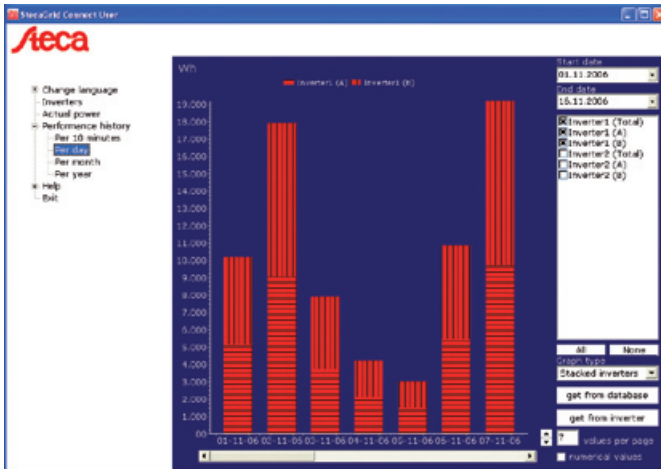 StecaGrid Connect User
Steca
Change language
Inverters
Actual power
Performance history
Per 10 minutes
Per day
Per month
Per year
Help
Exit
Wh
Inverter1 (A) Inverter1 (B)
19.000
18.000
17.000
16.000
15.000
14.000
13.000
12.000
11.000
10.000
9.000
8.000
7.000
6.000
5.000
4.000
3.000
2.000
1.000
00
01-11-06 02-11-06 03-11-06 04-11-06 05-11-06 06-11-06 07-11-06
Start date
01.11.2006
End date
15.11.2006
Inverter1 (Total)
Inverter1 (A)
Inverter1 (B)
Inverter2 (Total)
Inverter2 (A)
Inverter2 (B)
All None
Graph type
Stacked inverters
get from database
get from inverter
7 values per page
numerical values